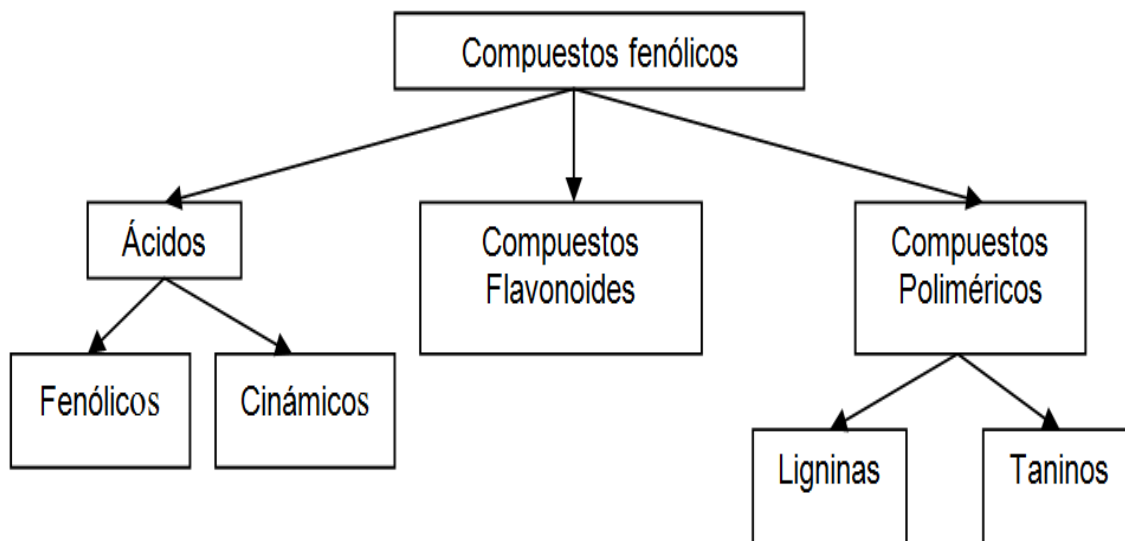 Compuestos fenólicos
Ácidos
Compuestos
Flavonoides
Compuestos
Poliméricos
Fenólicos
Cinámicos
Ligninas
Taninos